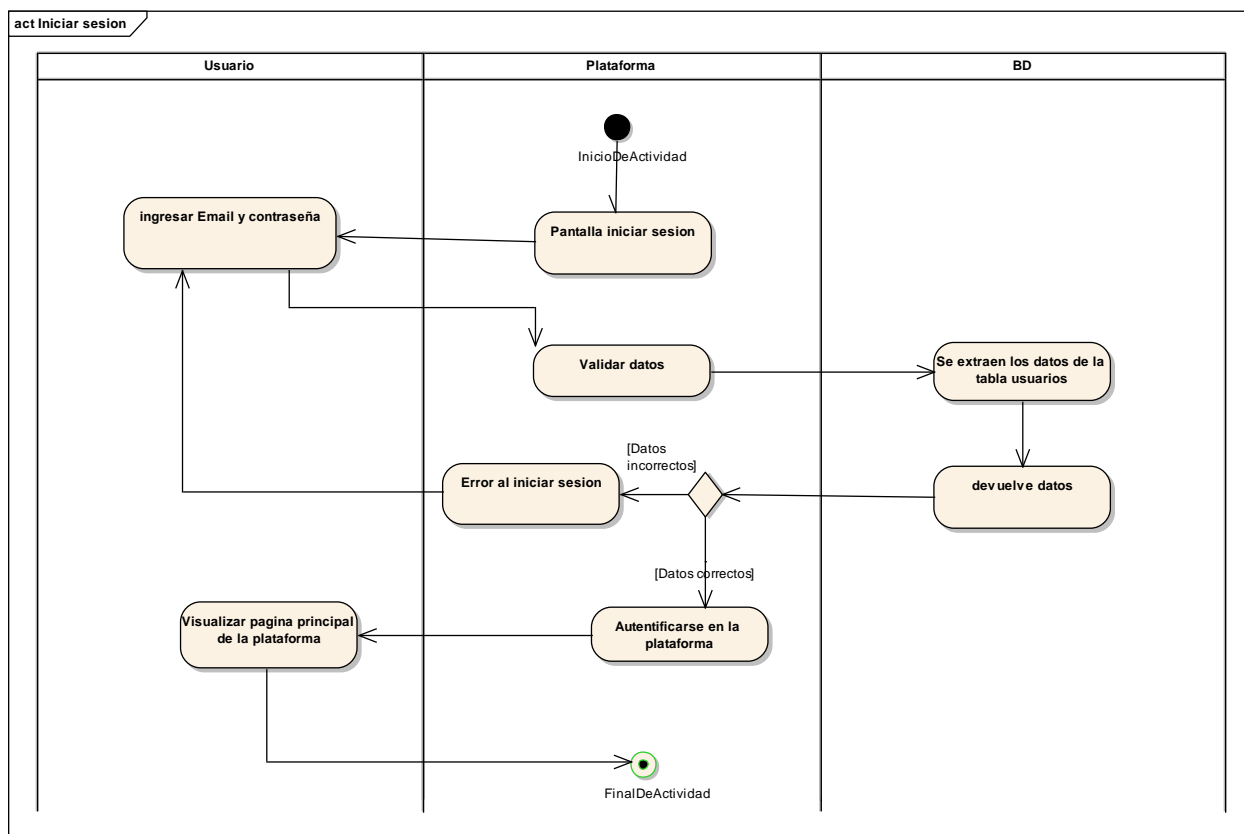 act Iniciar sesion
Usuario
Plataforma
BD
InicioDeActividad
ingresar Email y contraseña
Pantalla iniciar sesion
Validar datos
Se extraen los datos de la
tabla usuarios
[Datos
incorrectos]
Error al iniciar sesion
devuelve datos
[Datos correctos]
Visualizar pagina principal
de la plataforma
Autentificarse en la
plataforma
FinalDeActividad